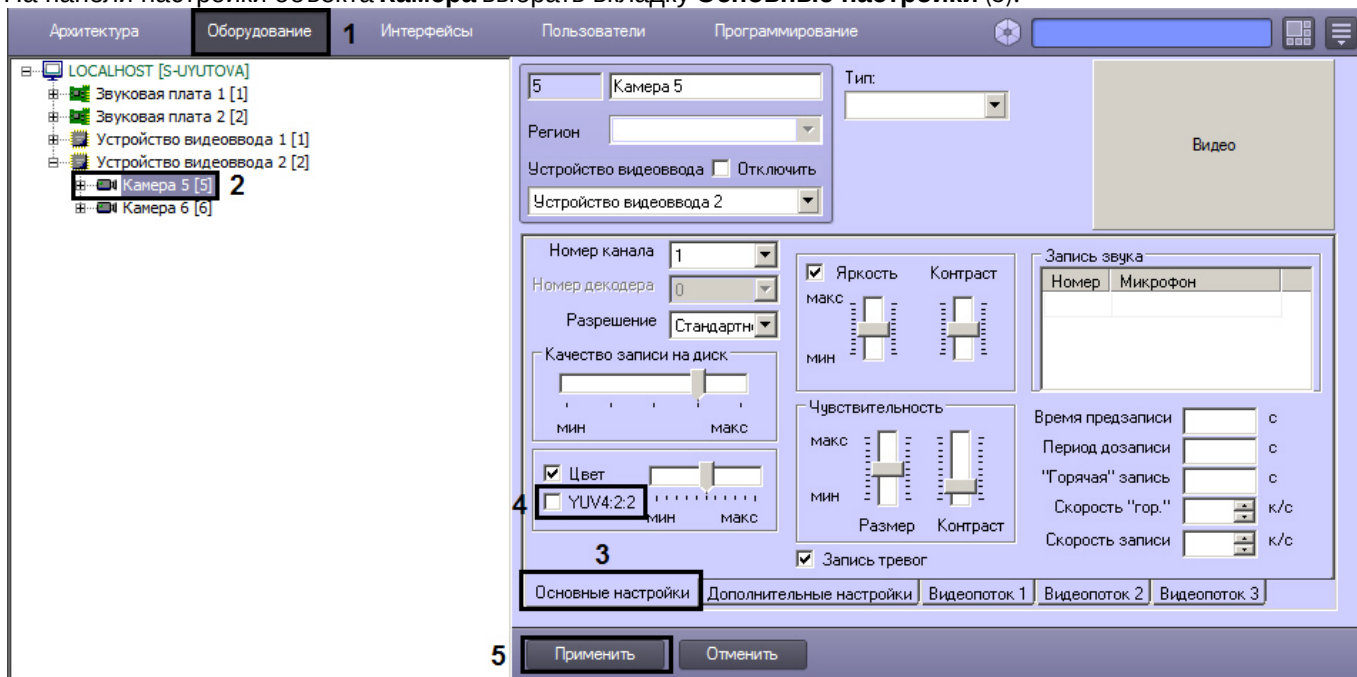 На панели настройки объекта Камера выбрать вкладку Основные настройки (3).
Архитектура Оборудование 1 Интерфейсы Пользователи Программирование
LOCALHOST [S-UYUTOVA]
Звуковая плата 1 [1]
Звуковая плата 2 [2]
Устройство видеоввода 1 [1]
Устройство видеоввода 2 [2]
Камера 5 [5] 2
Камера 6 [6]
5 Камера 5
Тип:
Регион
Устройство видеоввода Отключить
Устройство видеоввода 2
Видео
Номер канала 1
Номер декодера 0
Разрешение Стандартн
Качество записи на диск
мин макс
Цвет
4 YUV4:2:2
мин макс
3
Яркость Контраст
макс
мин
Чувствительность
макс
мин
Размер Контраст
Запись тревог
Запись звука
Номер Микрофон
Время предзаписи с
Период дозаписи с
"Горячая" запись с
Скорость "гор." к/с
Скорость записи к/с
Основные настройки Дополнительные настройки Видеопоток 1 Видеопоток 2 Видеопоток 3
5 Применить Отменить